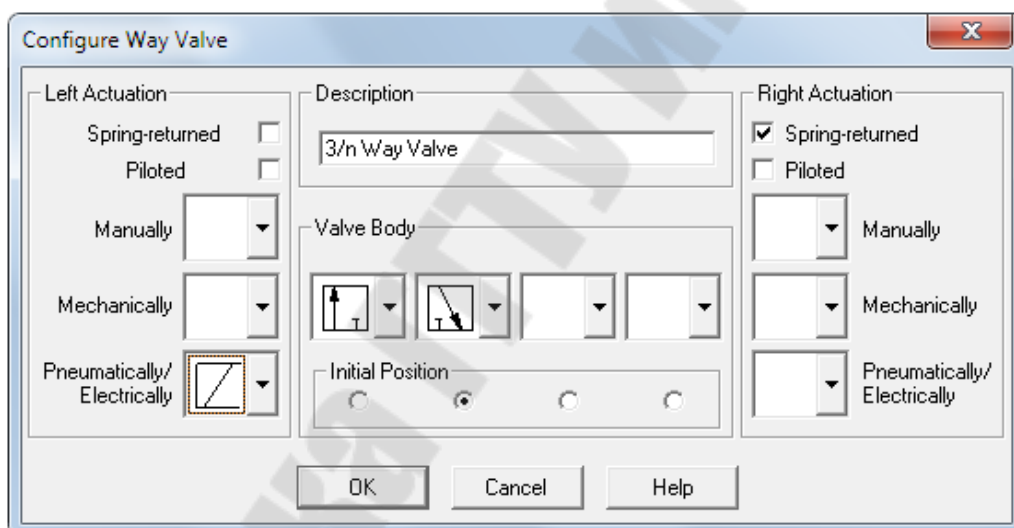 Configure Way Valve
Left Actuation
Spring-returned
Piloted
Manually
Mechanically
Pneumatically/
Electrically
Description
3/n Way Valve
Valve Body
T
T
Initial Position
Right Actuation
Spring-returned
Piloted
Manually
Mechanically
Pneumatically/
Electrically
OK
Cancel
Help